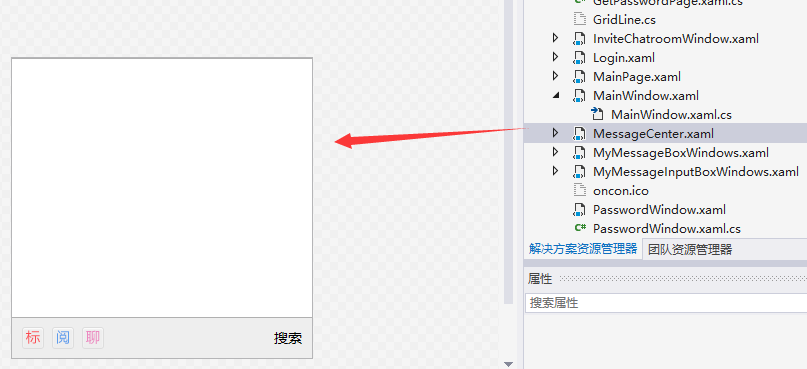 标 阅 聊 搜索
GetPasswordPage.xaml.cs
GridLine.cs
InviteChatroomWindow.xaml
Login.xaml
MainPage.xaml
MainWindow.xaml
MainWindow.xaml.cs
MessageCenter.xaml
MyMessageBoxWindows.xaml
MyMessageInputBoxWindows.xaml
oncon.ico
PasswordWindow.xaml
PasswordWindow.xaml.cs
解决方案资源管理器 团队资源管理器
属性
搜索属性